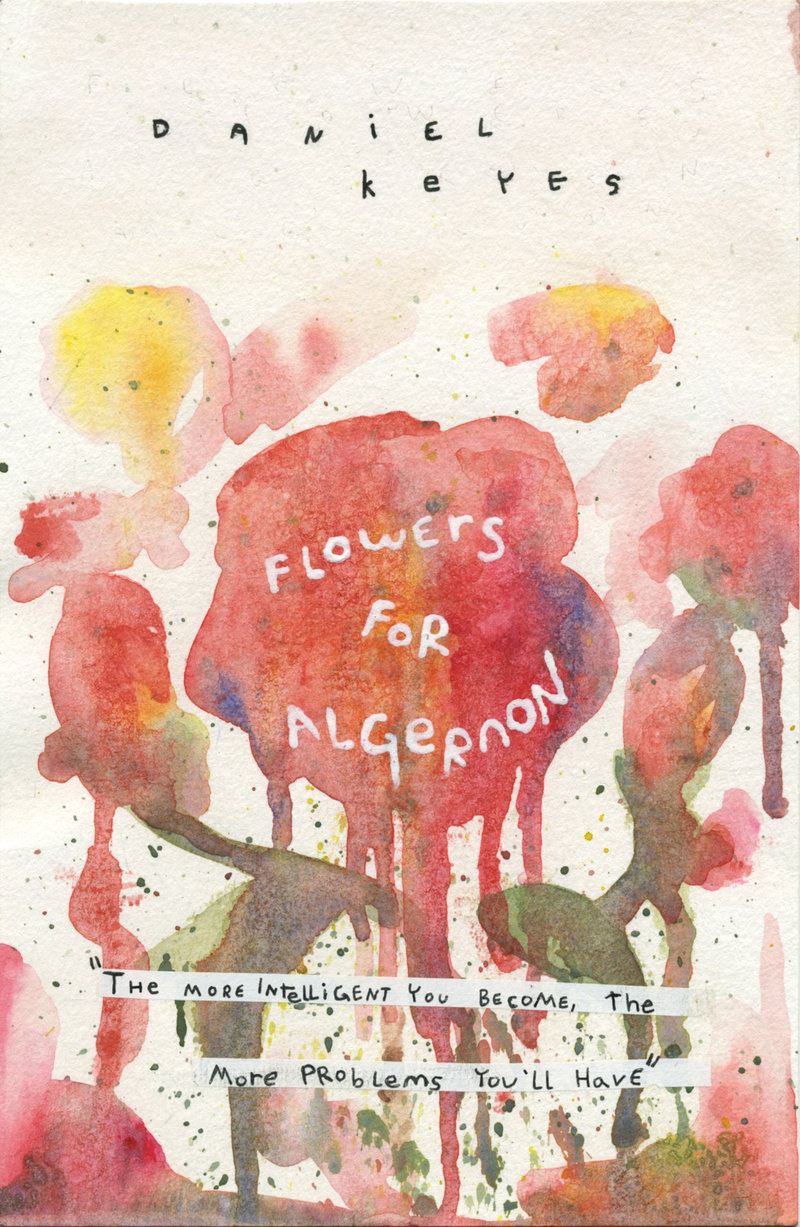 DANiEL
keYES
FLOWErS
FoR
ALGeRnON
"THE MORE INtelliGENT YOU BECOME, the
More PRoblems You'll HavE"